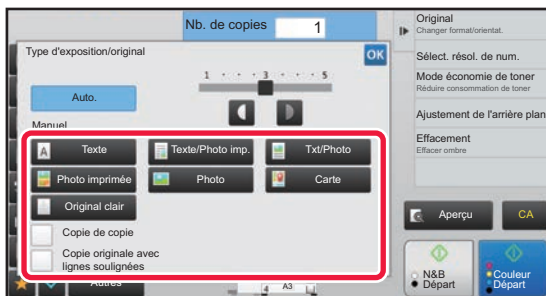 Nb. de copies 1
Type d'exposition/original
OK
1 3 5
Auto.
Manuel
A Texte
Texte/Photo imp.
Txt/Photo
Photo imprimée
Photo
Carte
Original clair
Copie de copie
Copie originale avec
lignes soulignées
Autres
4 A3
Original
Changer format/orientat.
Sélect. résol. de num.
Mode économie de toner
Réduire consommation de toner
Ajustement de l'arrière plan
Effacement
Effacer ombre
Aperçu
CA
N&B
Départ
Couleur
Départ